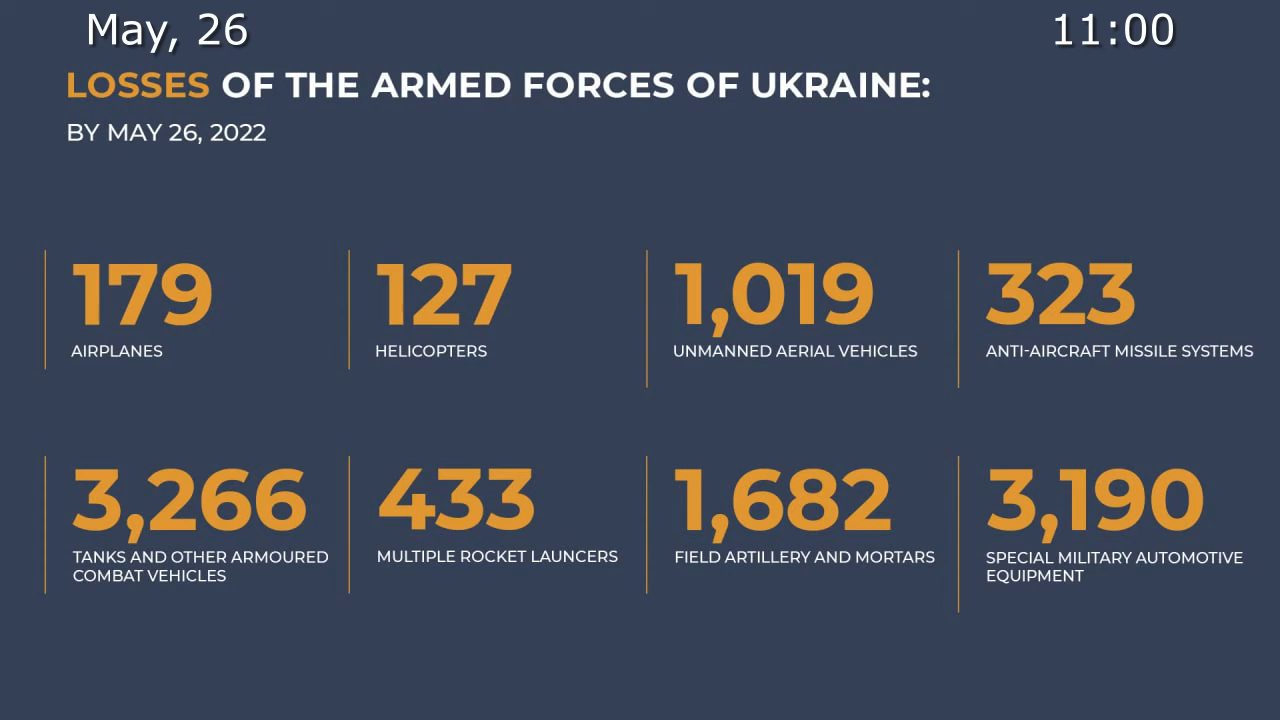 May, 26
11:00
LOSSES OF THE ARMED FORCES OF UKRAINE:
BY MAY 26, 2022
179
AIRPLANES
127
HELICOPTERS
1,019
UNMANNED AERIAL VEHICLES
323
ANTI-AIRCRAFT MISSILE SYSTEMS
3,266
TANKS AND OTHER ARMOURED
COMBAT VEHICLES
433
MULTIPLE ROCKET LAUNCERS
1,682
FIELD ARTILLERY AND MORTARS
3,190
SPECIAL MILITARY AUTOMOTIVE
EQUIPMENT